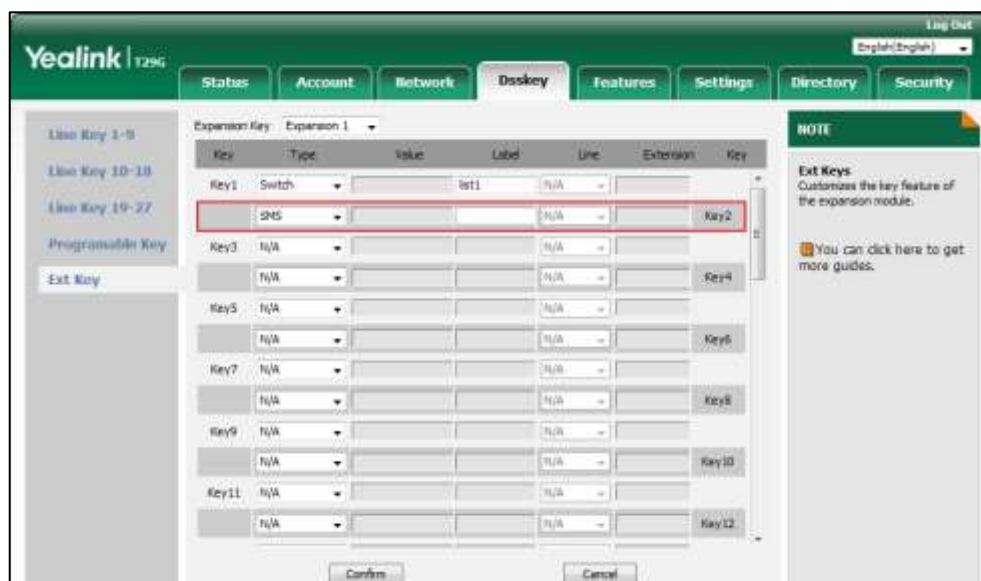 Log Out
English(English)
Yealink T29G
Status Account Network Dsskey Features Settings Directory Security
Line Key 1-9
Line Key 10-18
Line Key 19-27
Programable Key
Ext Key
Expansion Key Expansion 1
Key Type Value Label Line Extension Key
Key1 Switch list1 N/A
SMS N/A Key2
Key3 N/A N/A
N/A N/A Key4
Key5 N/A N/A
N/A N/A Key6
Key7 N/A N/A
N/A N/A Key8
Key9 N/A N/A
N/A N/A Key10
Key11 N/A N/A
N/A N/A Key12
Confirm Cancel
NOTE
Ext Keys
Customizes the key feature of
the expansion module.
You can click here to get
more guides.